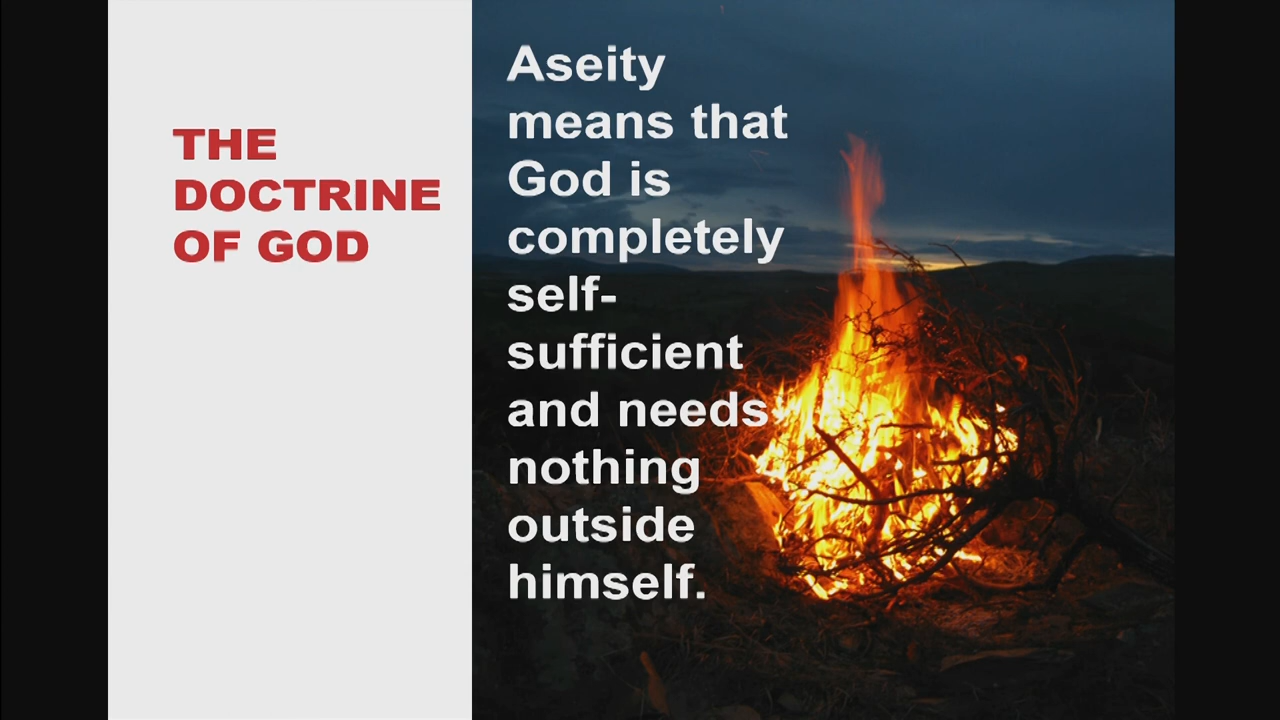 THE
DOCTRINE
OF GOD
Aseity
means that
God is
completely
self-
sufficient
and needs
nothing
outside
himself.